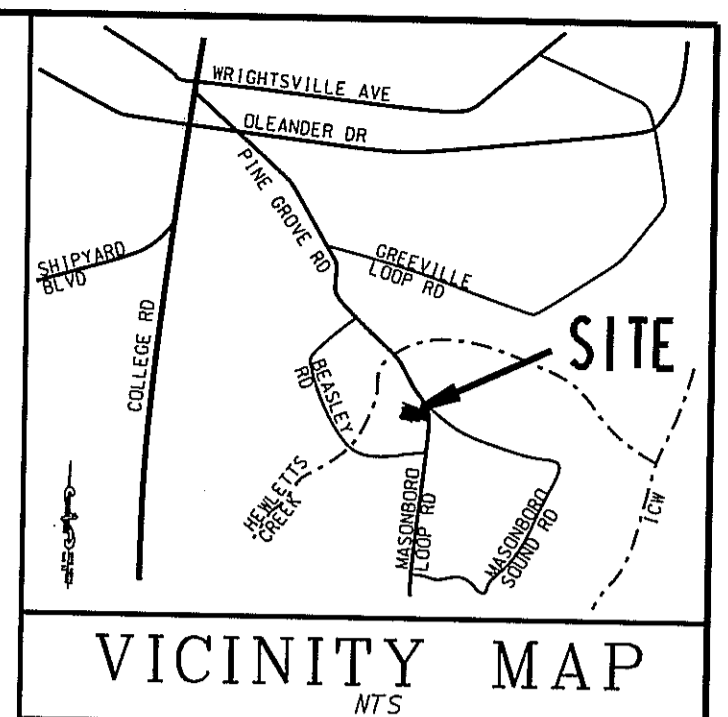 WRIGHTSVILLE AVE
OLEANDER DR
PINE GROVE RD
SHIPYARD
BLVD
GREEVILLE
LOOP RD
COLLEGE RD
SITE
BEASLEY
RD
HEWLETTS
CREEK
MASONBORO
LOOP RD
MASONBORO
SOUND RD
ICW
VICINITY MAP
NTS